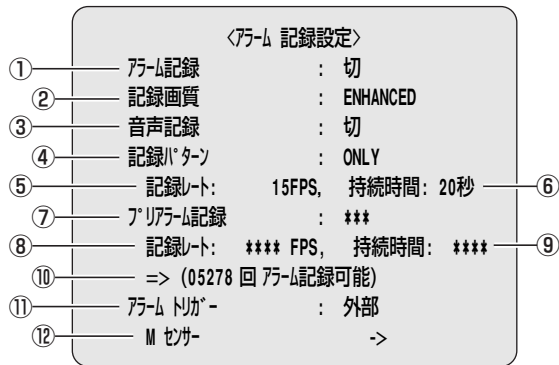 〈ｱﾗｰﾑ 記録設定〉
① ｱﾗｰﾑ記録 : 切
② 記録画質 : ENHANCED
③ 音声記録 : 切
④ 記録ﾊﾟﾀｰﾝ : ONLY
⑤ 記録ﾚｰﾄ: 15FPS, 持続時間: 20秒 ⑥
⑦ ﾌﾟﾘｱﾗｰﾑ記録 : ***
⑧ 記録ﾚｰﾄ: **** FPS, 持続時間: **** ⑨
⑩ => (05278 回 ｱﾗｰﾑ記録可能)
⑪ ｱﾗｰﾑ ﾄﾘｶﾞｰ : 外部
⑫ M ｾﾝｻｰ ->